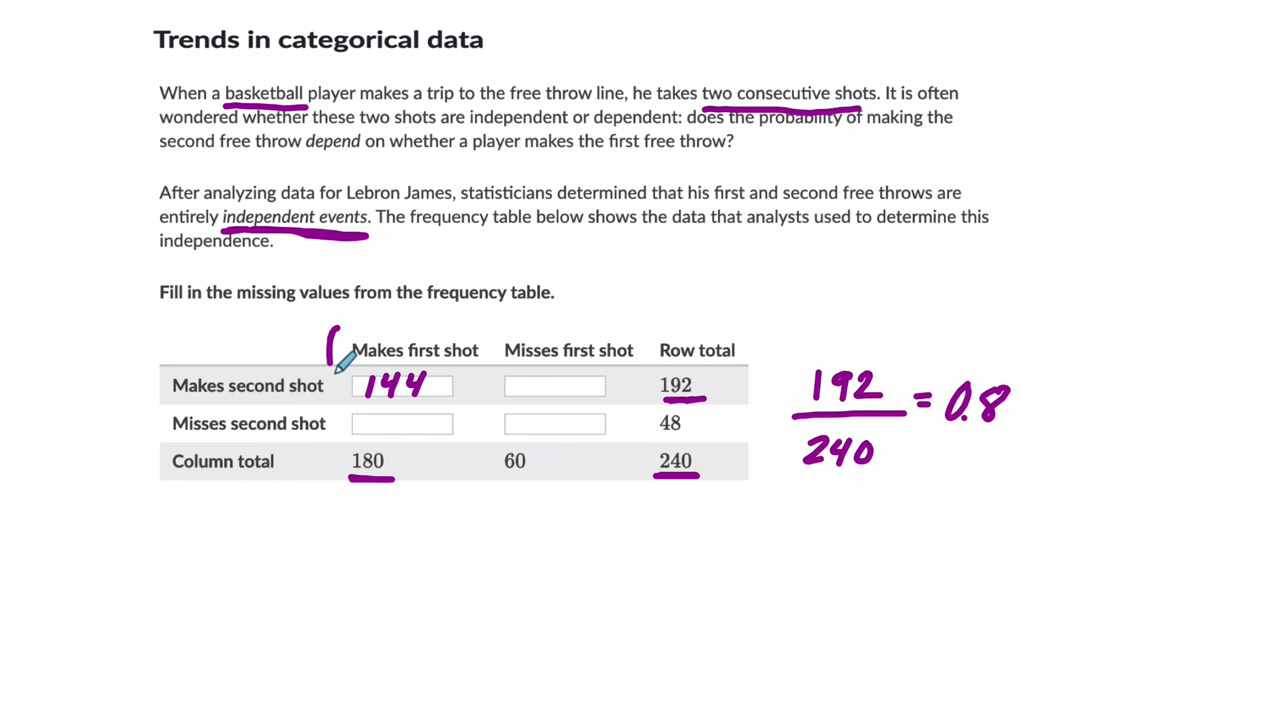 Trends in categorical data
When a basketball player makes a trip to the free throw line, he takes two consecutive shots. It is often
wondered whether these two shots are independent or dependent: does the probability of making the
second free throw depend on whether a player makes the first free throw?
After analyzing data for Lebron James, statisticians determined that his first and second free throws are
entirely independent events. The frequency table below shows the data that analysts used to determine this
independence.
Fill in the missing values from the frequency table.
Makes first shot Misses first shot Row total
Makes second shot 144 192
Misses second shot 48
Column total 180 60 240
192
240
= 0.8